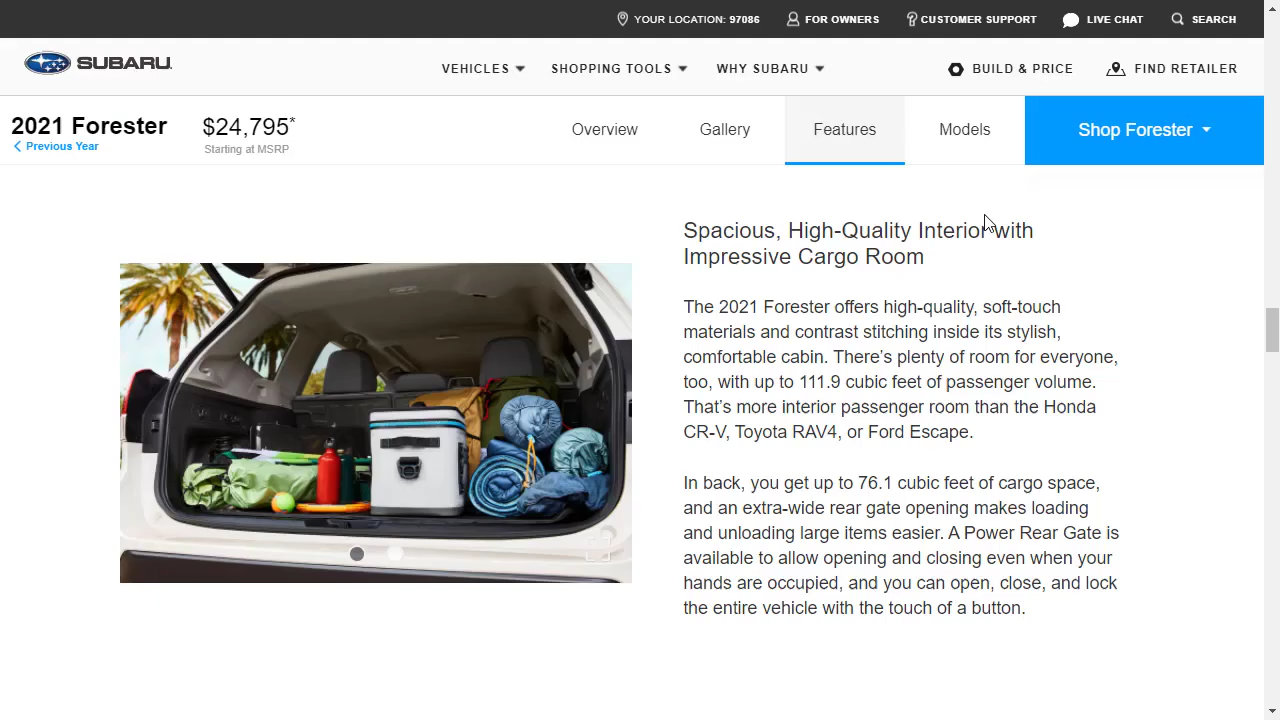 YOUR LOCATION: 97086
FOR OWNERS
CUSTOMER SUPPORT
LIVE CHAT
SEARCH
SUBARU
VEHICLES
SHOPPING TOOLS
WHY SUBARU
BUILD & PRICE
FIND RETAILER
2021 Forester
Previous Year
$24,795*
Starting at MSRP
Overview
Gallery
Features
Models
Shop Forester
Spacious, High-Quality Interior with
Impressive Cargo Room
The 2021 Forester offers high-quality, soft-touch
materials and contrast stitching inside its stylish,
comfortable cabin. There’s plenty of room for everyone,
too, with up to 111.9 cubic feet of passenger volume.
That’s more interior passenger room than the Honda
CR-V, Toyota RAV4, or Ford Escape.
In back, you get up to 76.1 cubic feet of cargo space,
and an extra-wide rear gate opening makes loading
and unloading large items easier. A Power Rear Gate is
available to allow opening and closing even when your
hands are occupied, and you can open, close, and lock
the entire vehicle with the touch of a button.